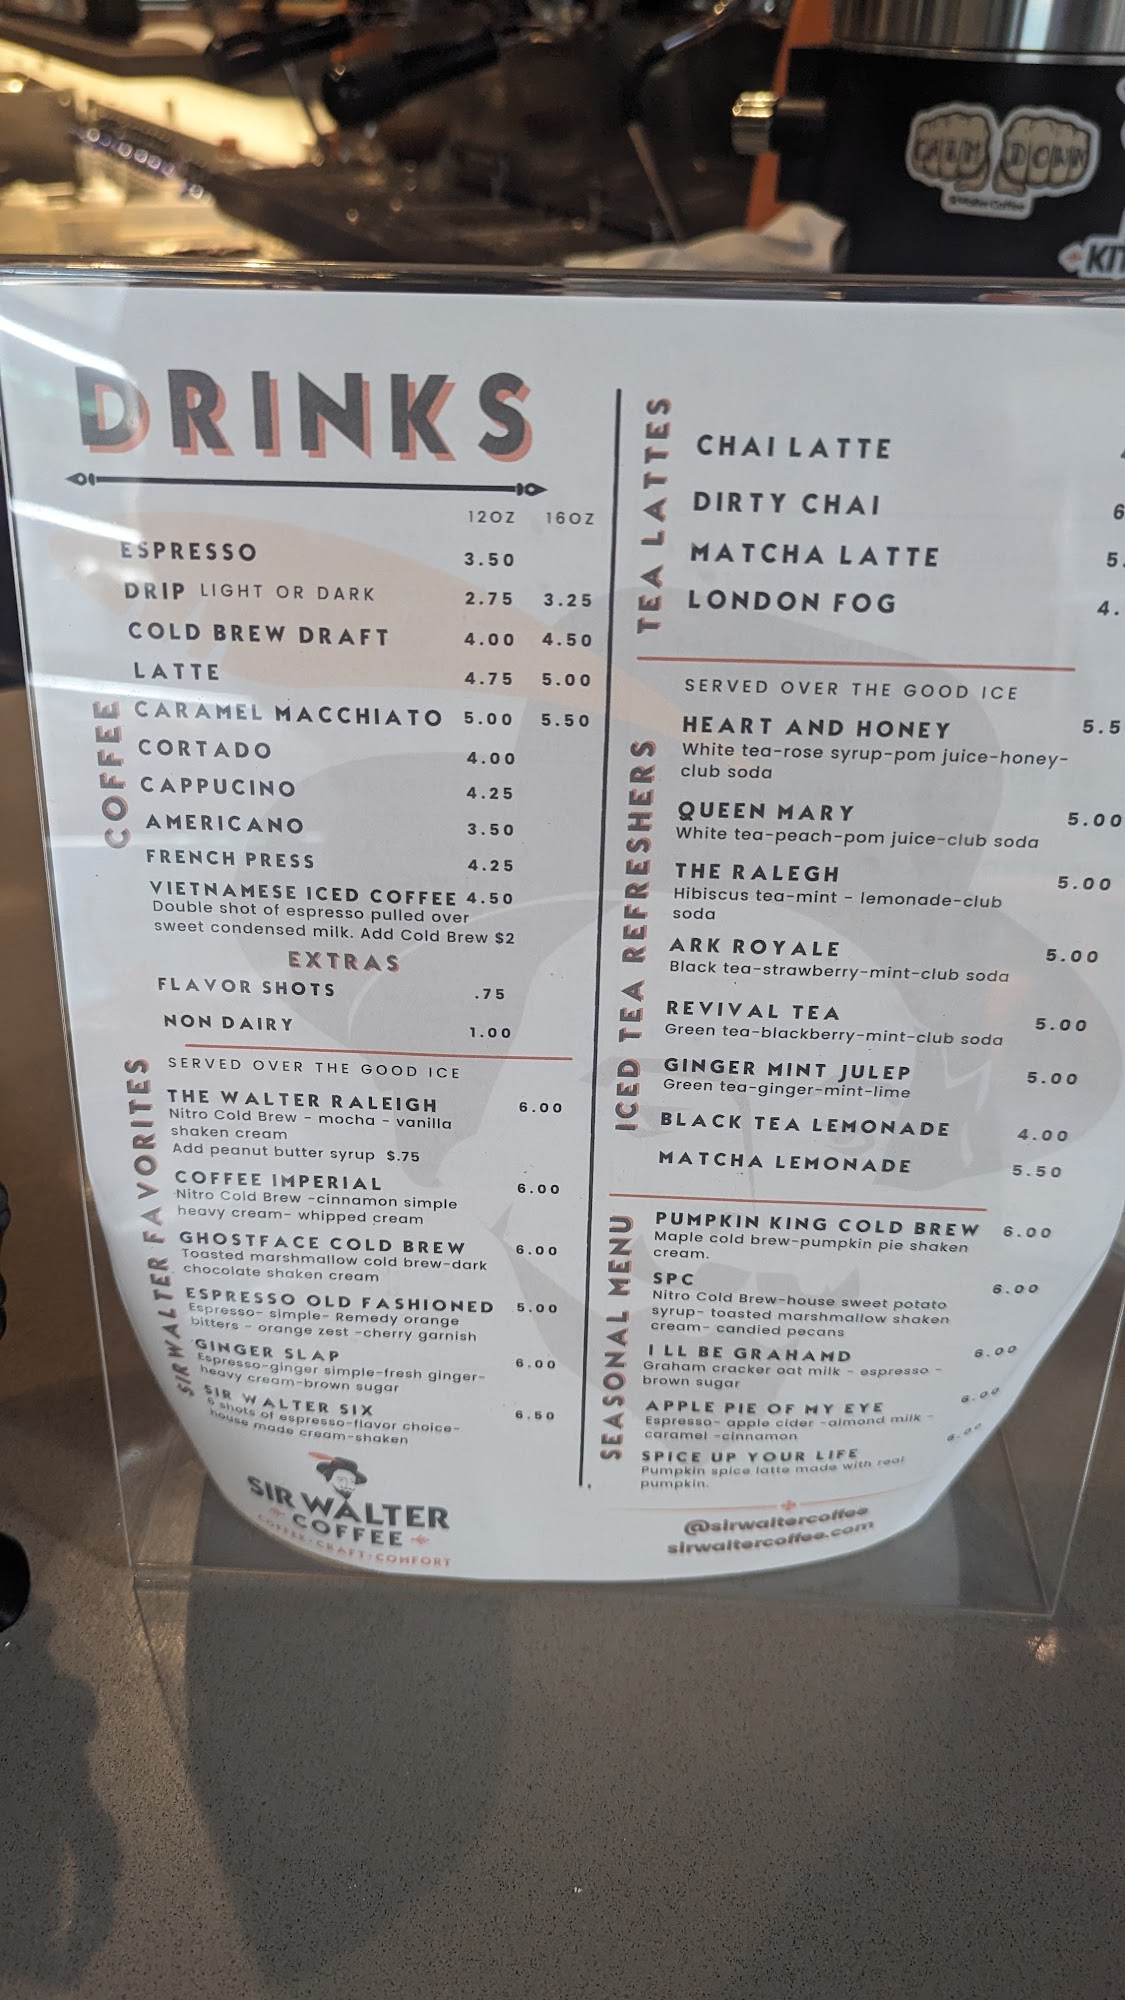 CALM DOWN
KIT
DRINKS
12OZ 16OZ
COFFEE
ESPRESSO 3.50
DRIP LIGHT OR DARK 2.75 3.25
COLD BREW DRAFT 4.00 4.50
LATTE 4.75 5.00
CARAMEL MACCHIATO 5.00 5.50
CORTADO 4.00
CAPPUCINO 4.25
AMERICANO 3.50
FRENCH PRESS 4.25
VIETNAMESE ICED COFFEE 4.50
Double shot of espresso pulled over
sweet condensed milk. Add Cold Brew $2
EXTRAS
FLAVOR SHOTS .75
NON DAIRY 1.00
SIR WALTER FAVORITES
SERVED OVER THE GOOD ICE
THE WALTER RALEIGH 6.00
Nitro Cold Brew - mocha - vanilla
shaken cream
Add peanut butter syrup $.75
COFFEE IMPERIAL 6.00
Nitro Cold Brew -cinnamon simple
heavy cream- whipped cream
GHOSTFACE COLD BREW 6.00
Toasted marshmallow cold brew-dark
chocolate shaken cream
ESPRESSO OLD FASHIONED 5.00
Espresso- simple- Remedy orange
bitters - orange zest -cherry garnish
GINGER SLAP 6.00
Espresso-ginger simple-fresh ginger-
heavy cream-brown sugar
SIR WALTER SIX 6.50
6 shots of espresso-flavor choice-
house made cream-shaken
SIR WALTER
COFFEE
COFFEE·CRAFT·COMFORT
TEA LATTES
CHAI LATTE
DIRTY CHAI 6
MATCHA LATTE 5.
LONDON FOG 4.
ICED TEA REFRESHERS
SERVED OVER THE GOOD ICE
HEART AND HONEY 5.5
White tea-rose syrup-pom juice-honey-
club soda
QUEEN MARY 5.00
White tea-peach-pom juice-club soda
THE RALEGH 5.00
Hibiscus tea-mint - lemonade-club
soda
ARK ROYALE 5.00
Black tea-strawberry-mint-club soda
REVIVAL TEA 5.00
Green tea-blackberry-mint-club soda
GINGER MINT JULEP 5.00
Green tea-ginger-mint-lime
BLACK TEA LEMONADE 4.00
MATCHA LEMONADE 5.50
SEASONAL MENU
PUMPKIN KING COLD BREW 6.00
Maple cold brew-pumpkin pie shaken
cream.
SPC 6.00
Nitro Cold Brew-house sweet potato
syrup- toasted marshmallow shaken
cream- candied pecans
I LL BE GRAHAMD 6.00
Graham cracker oat milk - espresso -
brown sugar
APPLE PIE OF MY EYE 6.00
Espresso- apple cider -almond milk -
caramel -cinnamon
SPICE UP YOUR LIFE 6.00
Pumpkin spice latte made with real
pumpkin.
@sirwaltercoffee
sirwaltercoffee.com